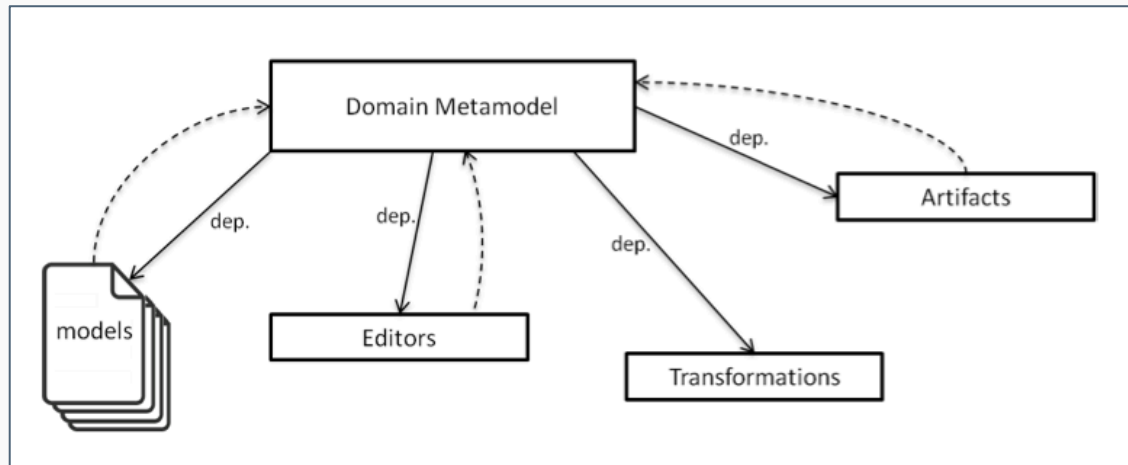 Domain Metamodel
dep.
Artifacts
dep.
dep.
dep.
models
Editors
Transformations